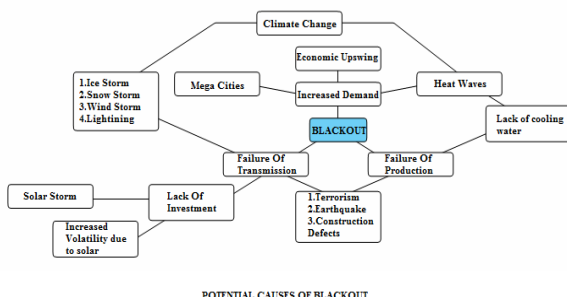 Climate Change
Economic Upswing
1.Ice Storm
2.Snow Storm
3.Wind Storm
4.Lightining
Mega Cities
Increased Demand
Heat Waves
BLACKOUT
Lack of cooling
water
Failure Of
Transmission
Failure Of
Production
Solar Storm
Lack Of
Investment
1.Terrorism
2.Earthquake
3.Construction
Defects
Increased
Volatility due
to solar
POTENTIAL CAUSES OF BLACKOUT